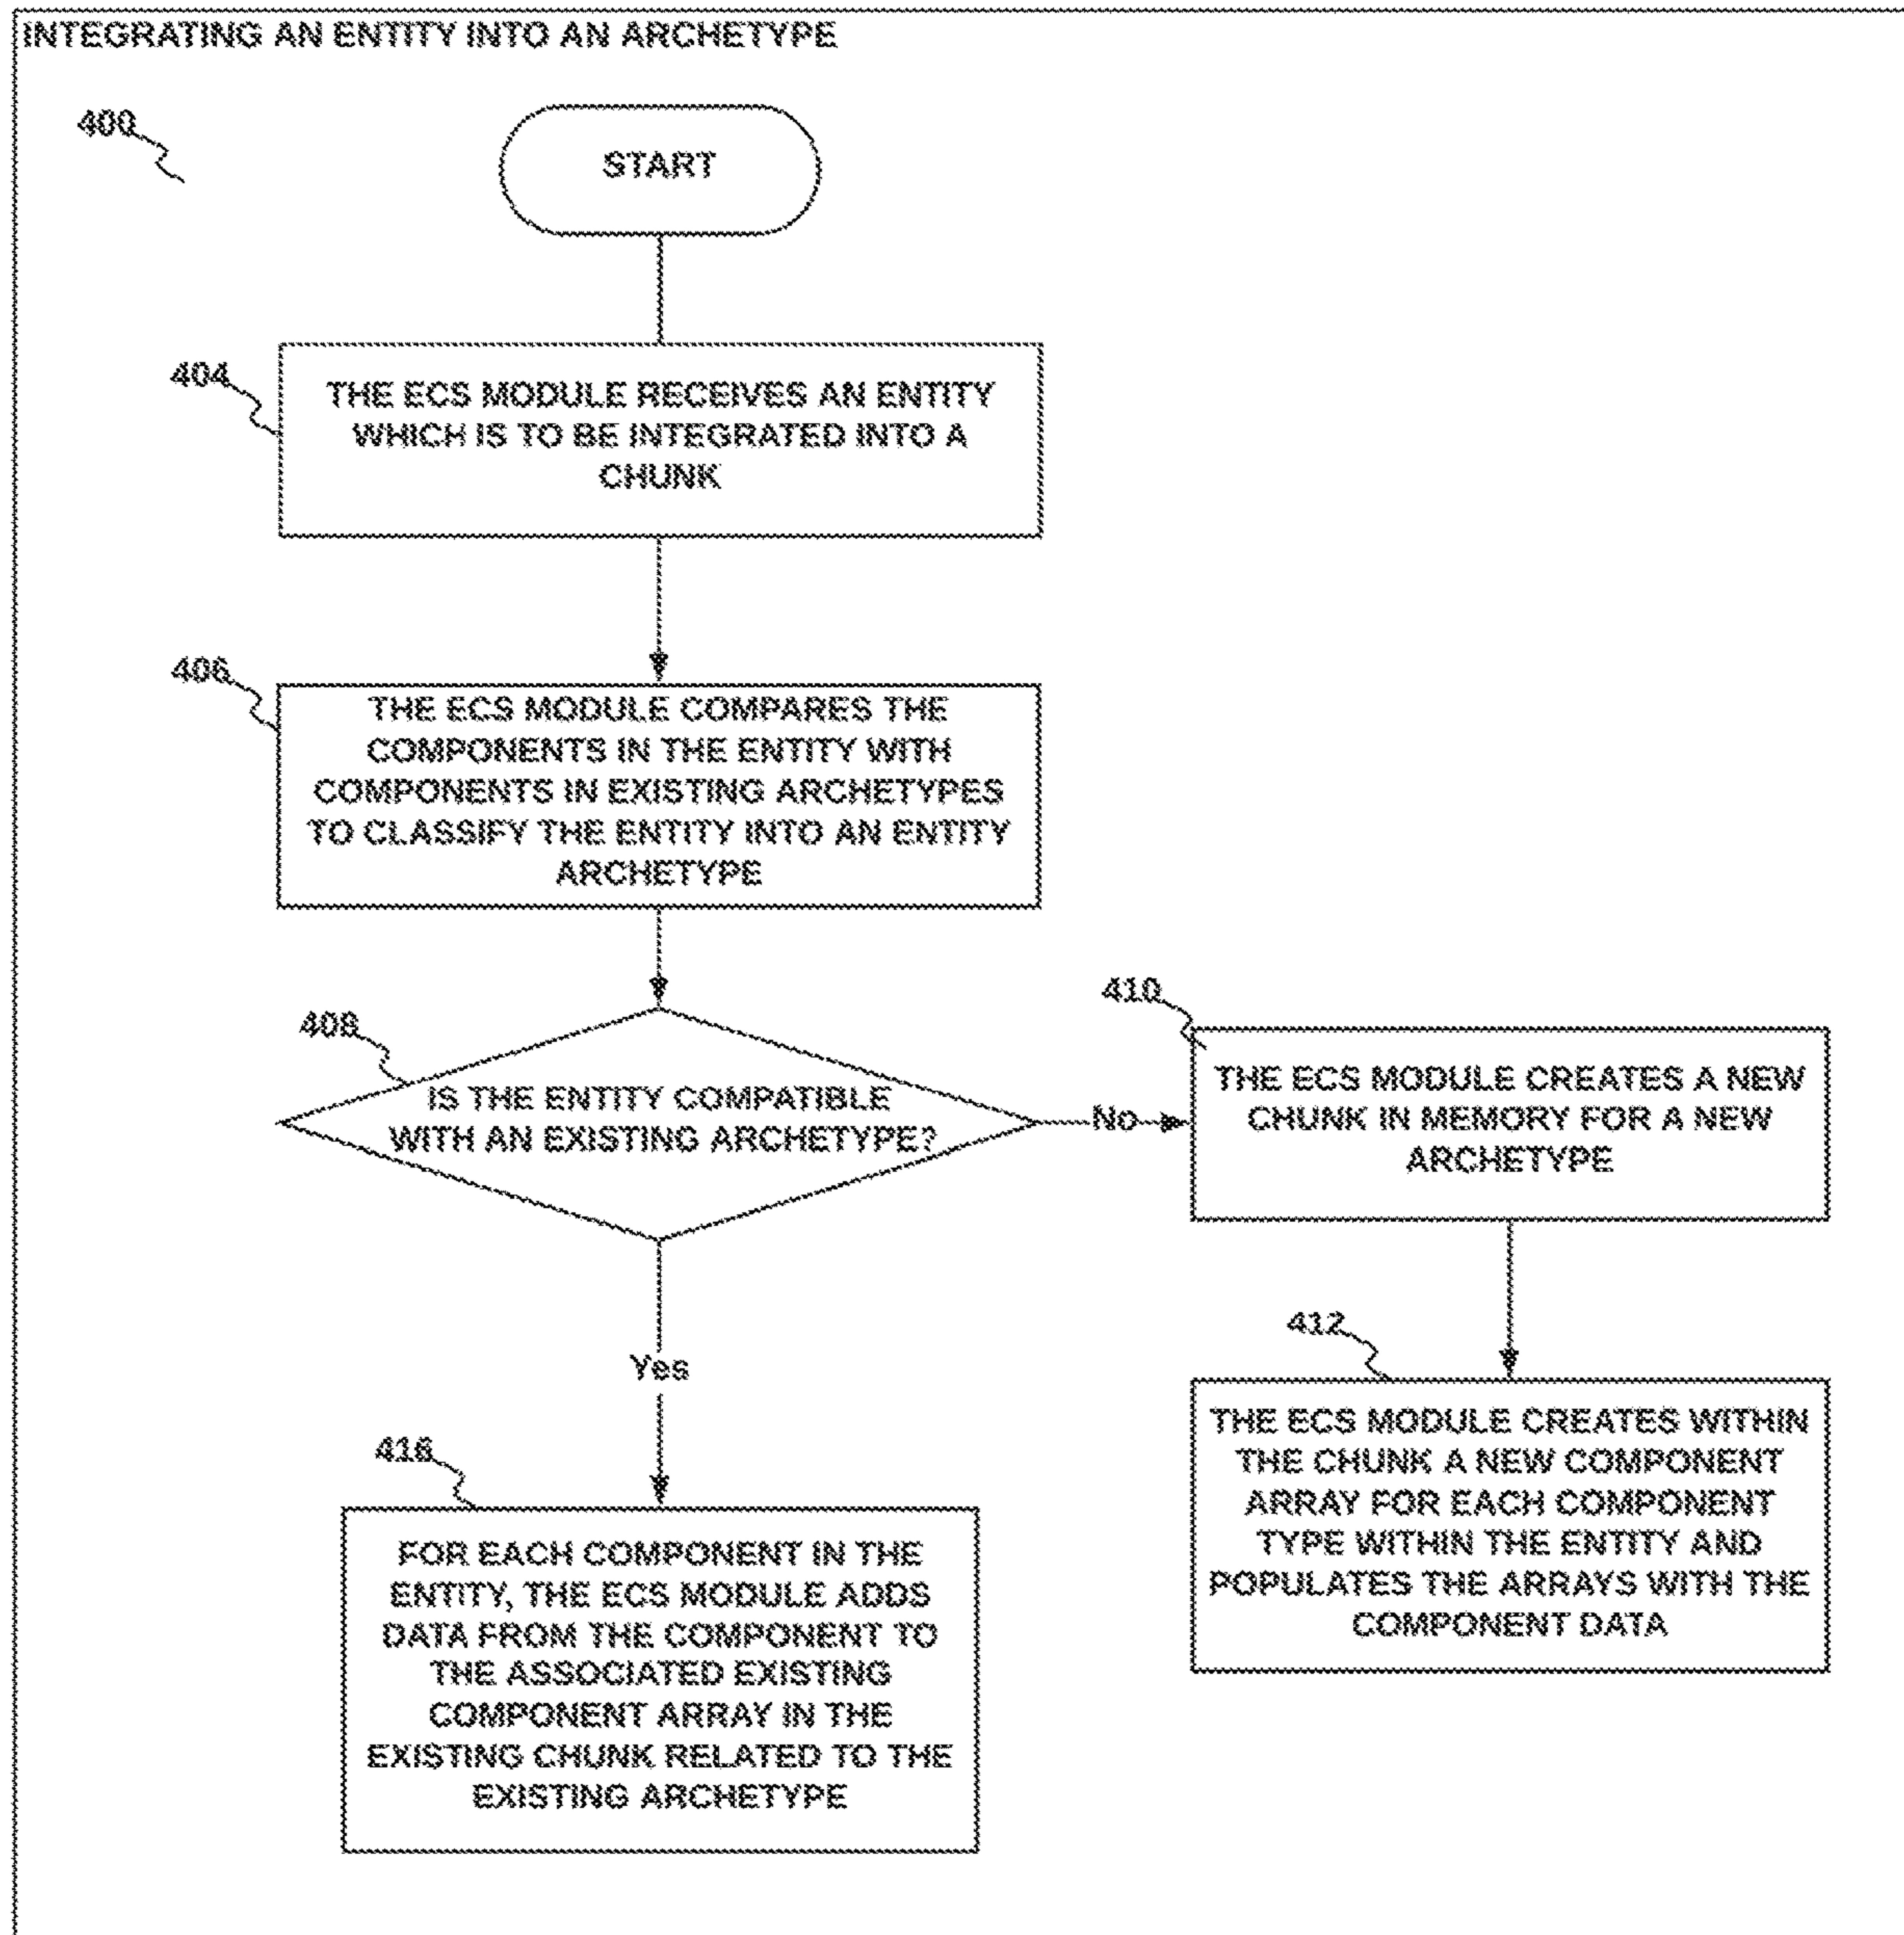 INTEGRATING AN ENTITY INTO AN ARCHETYPE
400
START
404
THE ECS MODULE RECEIVES AN ENTITY
WHICH IS TO BE INTEGRATED INTO A
CHUNK
406
THE ECS MODULE COMPARES THE
COMPONENTS IN THE ENTITY WITH
COMPONENTS IN EXISTING ARCHETYPES
TO CLASSIFY THE ENTITY INTO AN ENTITY
ARCHETYPE
408
IS THE ENTITY COMPATIBLE
WITH AN EXISTING ARCHETYPE?
No
410
THE ECS MODULE CREATES A NEW
CHUNK IN MEMORY FOR A NEW
ARCHETYPE
412
THE ECS MODULE CREATES WITHIN
THE CHUNK A NEW COMPONENT
ARRAY FOR EACH COMPONENT
TYPE WITHIN THE ENTITY AND
POPULATES THE ARRAYS WITH THE
COMPONENT DATA
Yes
416
FOR EACH COMPONENT IN THE
ENTITY, THE ECS MODULE ADDS
DATA FROM THE COMPONENT TO
THE ASSOCIATED EXISTING
COMPONENT ARRAY IN THE
EXISTING CHUNK RELATED TO THE
EXISTING ARCHETYPE